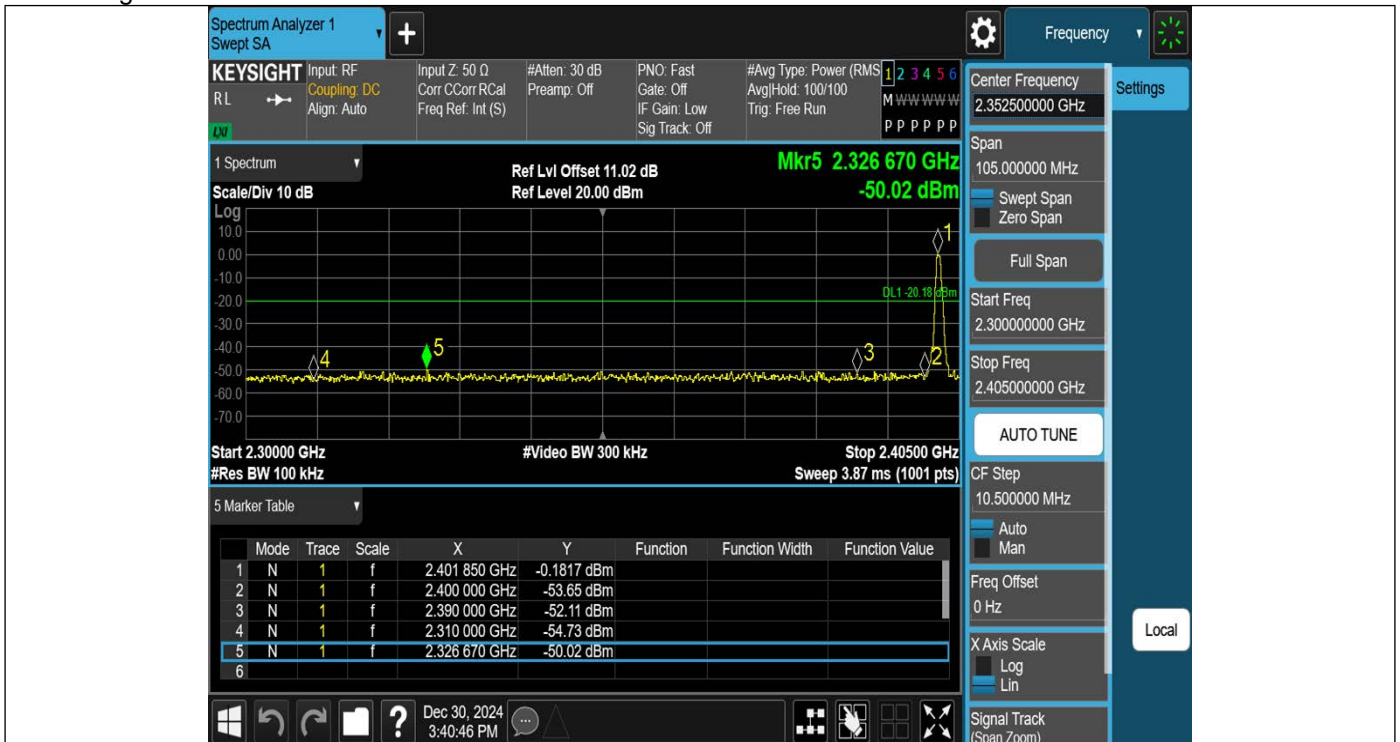 Spectrum Analyzer 1
Swept SA
+
Frequency
KEYSIGHT
Input: RF
Input Z: 50 Ω
#Atten: 30 dB
PNO: Fast
#Avg Type: Power (RMS
1 2 3 4 5 6
RL
Coupling: DC
Corr CCorr RCal
Preamp: Off
Gate: Off
Avg|Hold: 100/100
M W W W W W
Align: Auto
Freq Ref: Int (S)
IF Gain: Low
Trig: Free Run
Sig Track: Off
P P P P P P
LXI
1 Spectrum
Ref Lvl Offset 11.02 dB
Mkr5 2.326 670 GHz
Scale/Div 10 dB
Ref Level 20.00 dBm
-50.02 dBm
Log
10.0
0.00
-10.0
-20.0
-30.0
-40.0
-50.0
-60.0
-70.0
1
DL1 -20.18 dBm
4
5
3
2
Start 2.30000 GHz
#Video BW 300 kHz
Stop 2.40500 GHz
#Res BW 100 kHz
Sweep 3.87 ms (1001 pts)
5 Marker Table
Mode Trace Scale X Y Function Function Width Function Value
1 N 1 f 2.401 850 GHz -0.1817 dBm
2 N 1 f 2.400 000 GHz -53.65 dBm
3 N 1 f 2.390 000 GHz -52.11 dBm
4 N 1 f 2.310 000 GHz -54.73 dBm
5 N 1 f 2.326 670 GHz -50.02 dBm
6
?
Dec 30, 2024
3:40:46 PM
Center Frequency
2.352500000 GHz
Settings
Span
105.000000 MHz
Swept Span
Zero Span
Full Span
Start Freq
2.300000000 GHz
Stop Freq
2.405000000 GHz
AUTO TUNE
CF Step
10.500000 MHz
Auto
Man
Freq Offset
0 Hz
Local
X Axis Scale
Log
Lin
Signal Track
(Span Zoom)